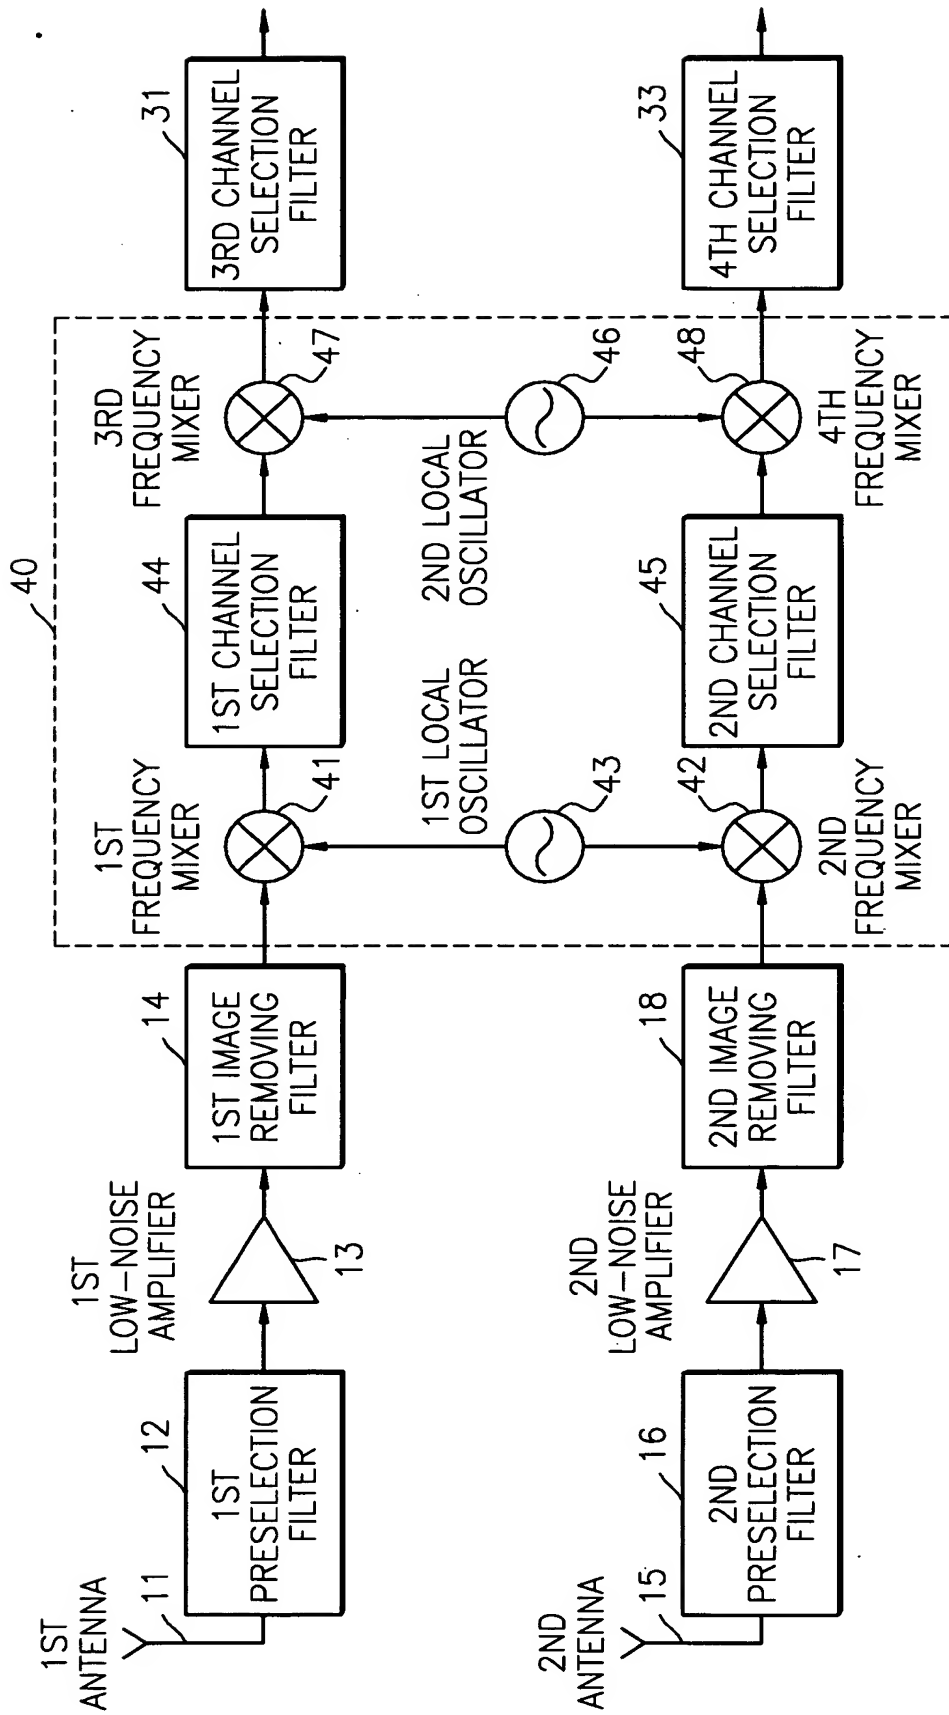 40
1ST
ANTENNA
11
12
1ST
PRESELECTION
FILTER
1ST
LOW-NOISE
AMPLIFIER
13
14
1ST IMAGE
REMOVING
FILTER
1ST
FREQUENCY
MIXER
41
44
1ST CHANNEL
SELECTION
FILTER
3RD
FREQUENCY
MIXER
47
31
3RD CHANNEL
SELECTION
FILTER
1ST LOCAL
OSCILLATOR
43
2ND LOCAL
OSCILLATOR
46
2ND
ANTENNA
15
16
2ND
PRESELECTION
FILTER
2ND
LOW-NOISE
AMPLIFIER
17
18
2ND IMAGE
REMOVING
FILTER
42
2ND
FREQUENCY
MIXER
45
2ND CHANNEL
SELECTION
FILTER
48
4TH
FREQUENCY
MIXER
33
4TH CHANNEL
SELECTION
FILTER